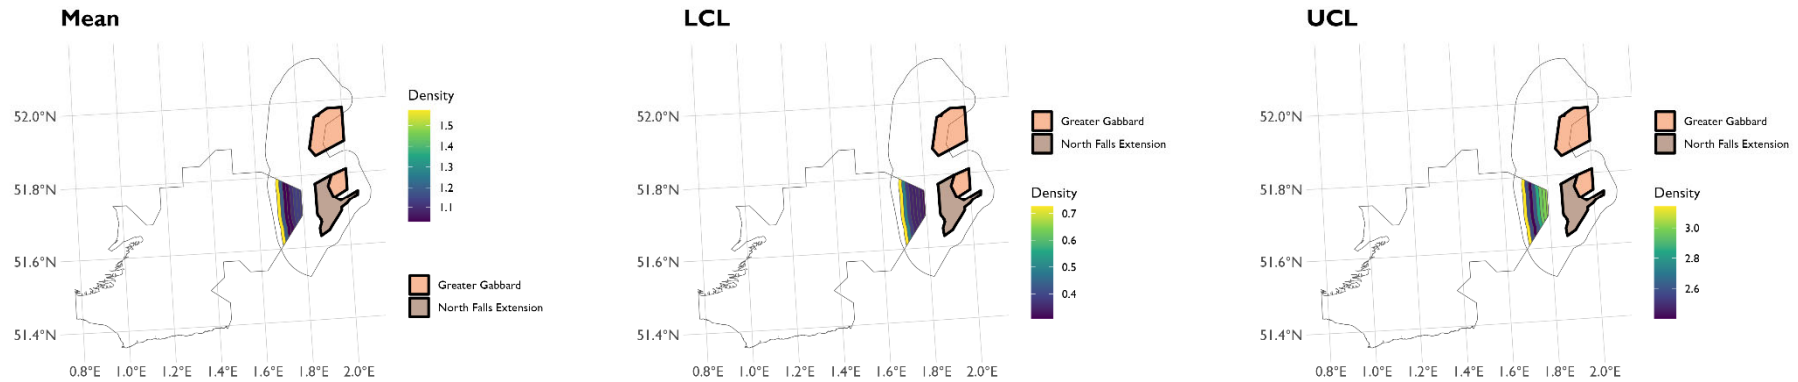 Mean
52.0°N
51.8°N
51.6°N
51.4°N
0.8°E 1.0°E 1.2°E 1.4°E 1.6°E 1.8°E 2.0°E
Density
1.5
1.4
1.3
1.2
1.1
Greater Gabbard
North Falls Extension
LCL
52.0°N
51.8°N
51.6°N
51.4°N
0.8°E 1.0°E 1.2°E 1.4°E 1.6°E 1.8°E 2.0°E
Greater Gabbard
North Falls Extension
Density
0.7
0.6
0.5
0.4
UCL
52.0°N
51.8°N
51.6°N
51.4°N
0.8°E 1.0°E 1.2°E 1.4°E 1.6°E 1.8°E 2.0°E
Greater Gabbard
North Falls Extension
Density
3.0
2.8
2.6